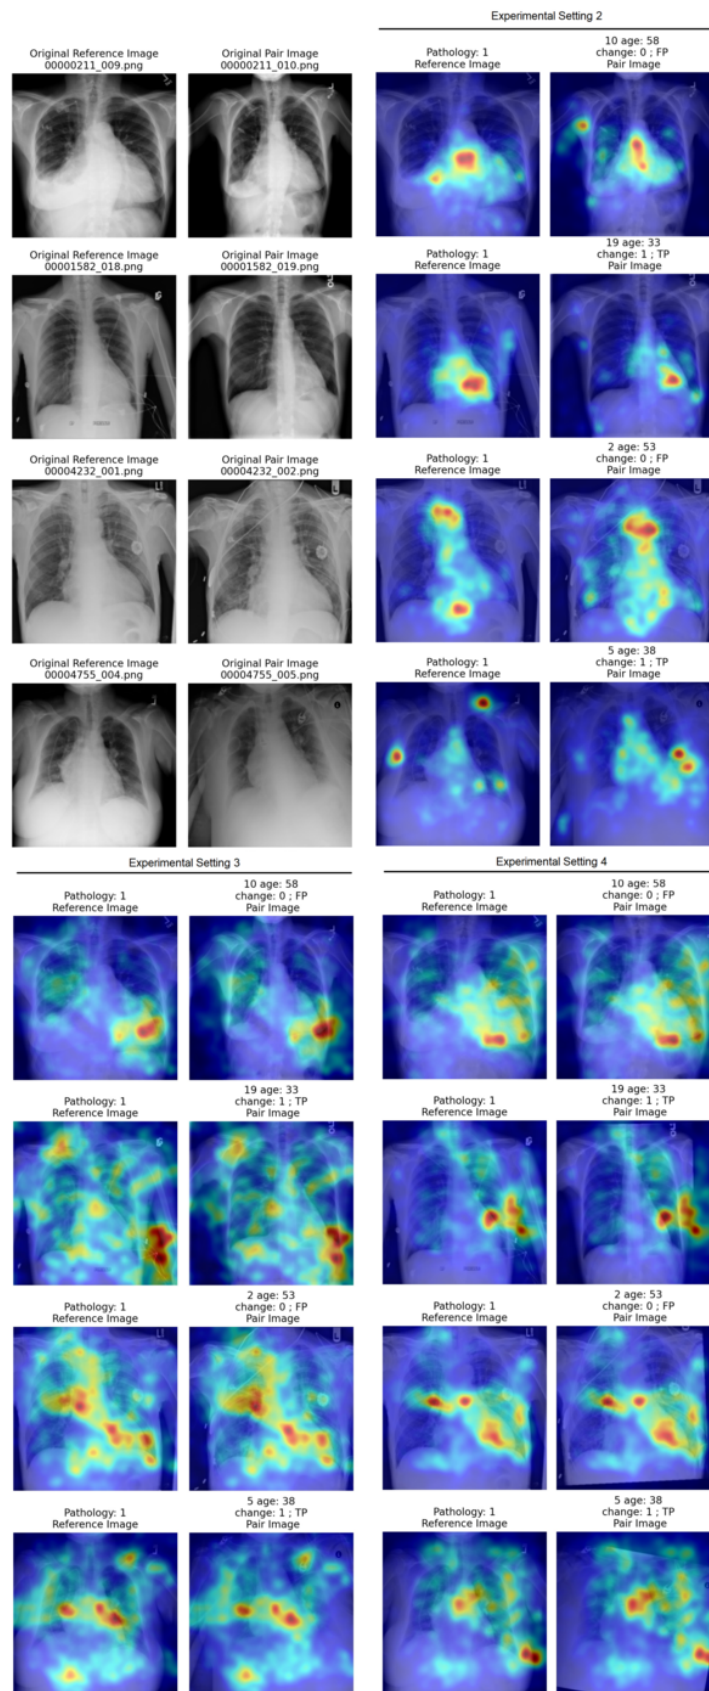 Experimental Setting 2
Original Reference Image
00000211_009.png
Original Pair Image
00000211_010.png
Pathology: 1
Reference Image
10 age: 58
change: 0 ; FP
Pair Image
Original Reference Image
00001582_018.png
Original Pair Image
00001582_019.png
Pathology: 1
Reference Image
19 age: 33
change: 1 ; TP
Pair Image
Original Reference Image
00004232_001.png
Original Pair Image
00004232_002.png
Pathology: 1
Reference Image
2 age: 53
change: 0 ; FP
Pair Image
Original Reference Image
00004755_004.png
Original Pair Image
00004755_005.png
Pathology: 1
Reference Image
5 age: 38
change: 1 ; TP
Pair Image
Experimental Setting 3
Experimental Setting 4
Pathology: 1
Reference Image
10 age: 58
change: 0 ; FP
Pair Image
Pathology: 1
Reference Image
10 age: 58
change: 0 ; FP
Pair Image
Pathology: 1
Reference Image
19 age: 33
change: 1 ; TP
Pair Image
Pathology: 1
Reference Image
19 age: 33
change: 1 ; TP
Pair Image
Pathology: 1
Reference Image
2 age: 53
change: 0 ; FP
Pair Image
Pathology: 1
Reference Image
2 age: 53
change: 0 ; FP
Pair Image
Pathology: 1
Reference Image
5 age: 38
change: 1 ; TP
Pair Image
Pathology: 1
Reference Image
5 age: 38
change: 1 ; TP
Pair Image